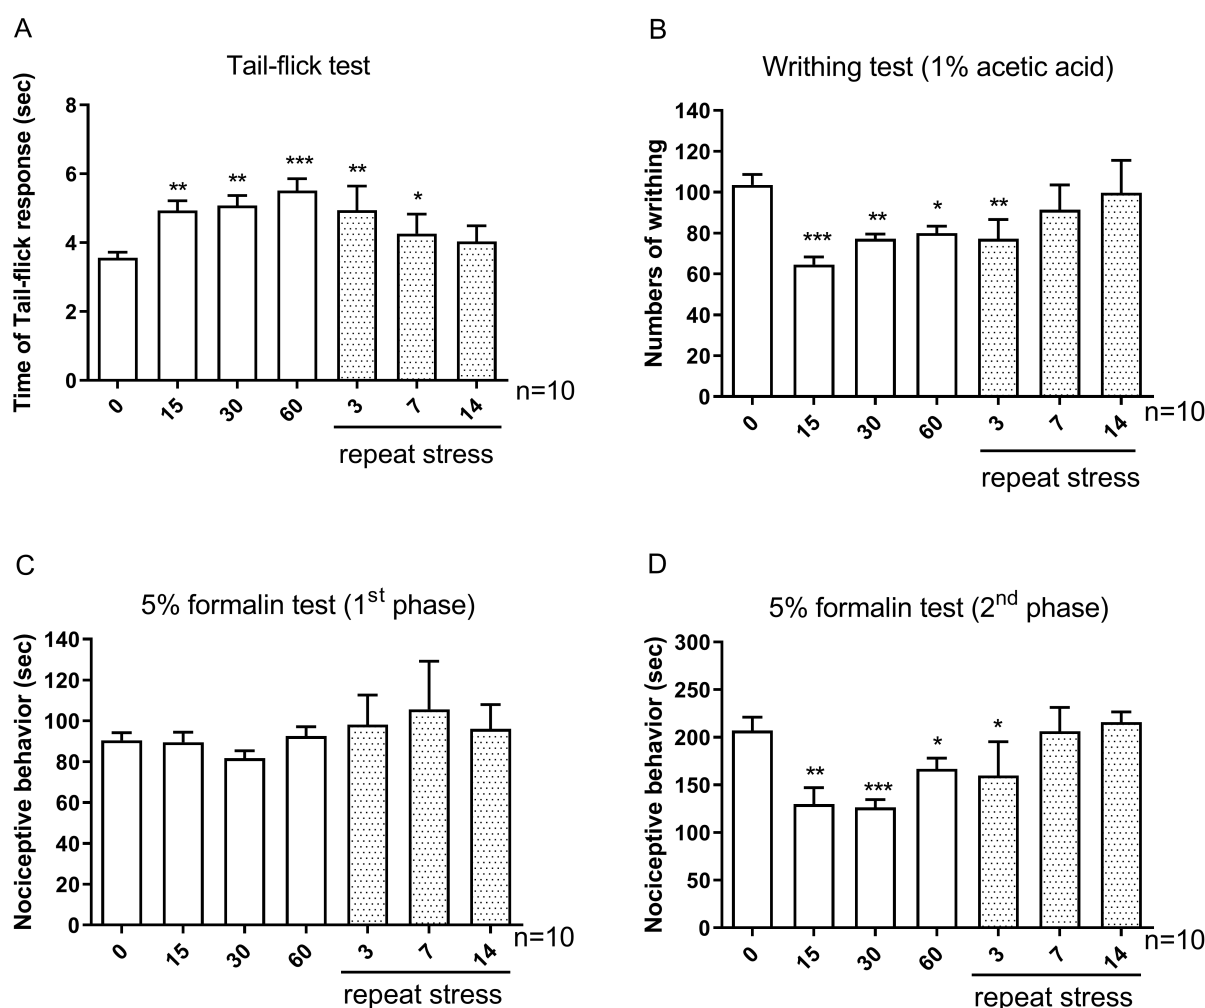 A
Tail-flick test
Time of Tail-flick response (sec)
8
6
4
2
0
**
**
***
**
*
0 15 30 60 3 7 14
n=10
repeat stress
B
Writhing test (1% acetic acid)
Numbers of writhing
140
120
100
80
60
40
20
0
***
**
*
**
0 15 30 60 3 7 14
n=10
repeat stress
C
5% formalin test (1st phase)
Nociceptive behavior (sec)
140
120
100
80
60
40
20
0
0 15 30 60 3 7 14
n=10
repeat stress
D
5% formalin test (2nd phase)
Nociceptive behavior (sec)
300
250
200
150
100
50
0
**
***
*
*
0 15 30 60 3 7 14
n=10
repeat stress